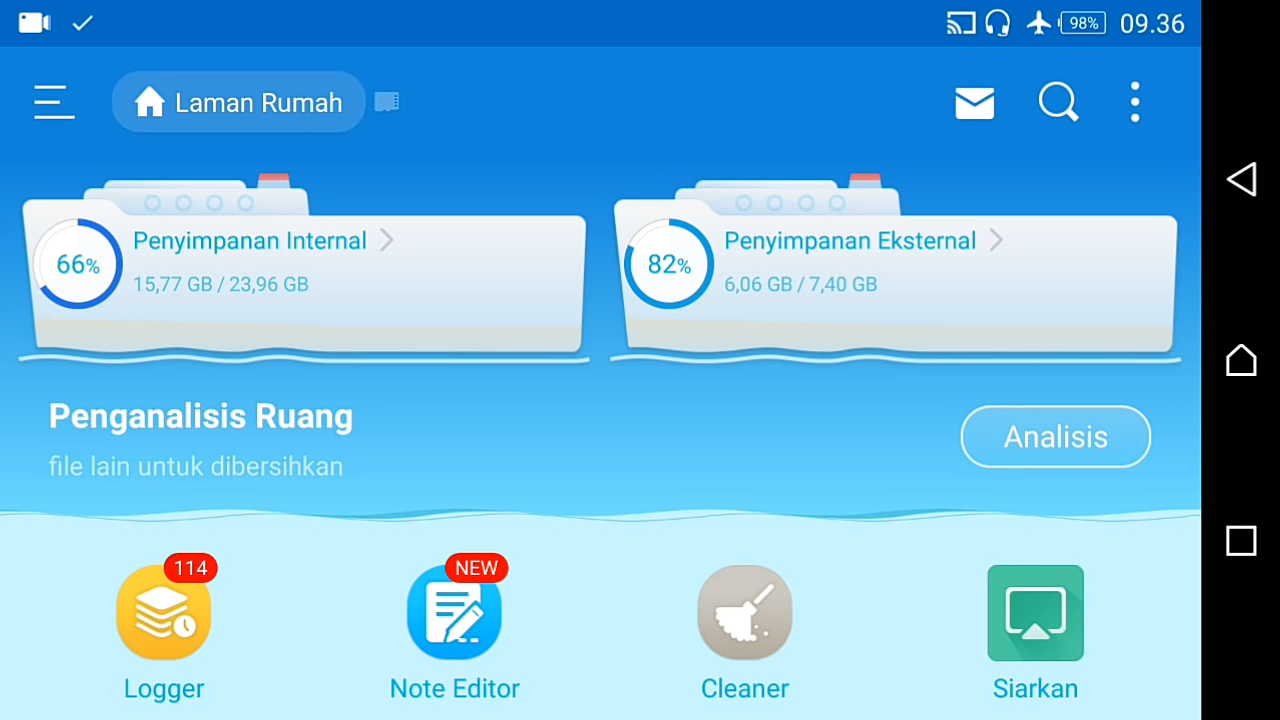 98%
09.36
Laman Rumah
66%
Penyimpanan Internal
15,77 GB / 23,96 GB
82%
Penyimpanan Eksternal
6,06 GB / 7,40 GB
Penganalisis Ruang
file lain untuk dibersihkan
Analisis
114
NEW
Logger
Note Editor
Cleaner
Siarkan